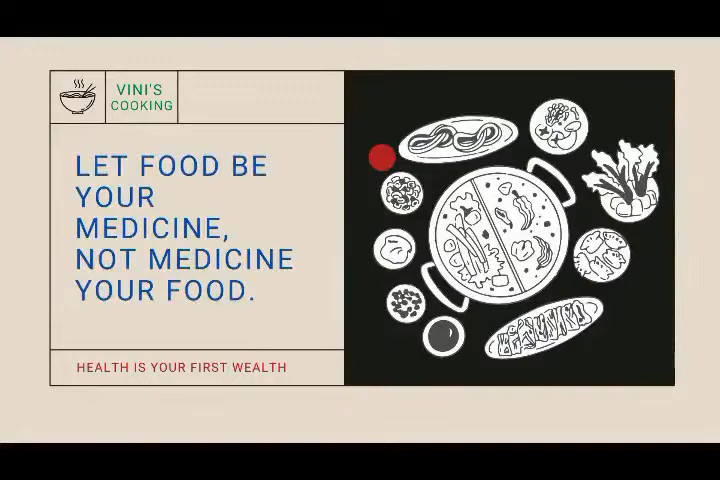 VINI'S
COOKING
LET FOOD BE
YOUR
MEDICINE,
NOT MEDICINE
YOUR FOOD.
HEALTH IS YOUR FIRST WEALTH